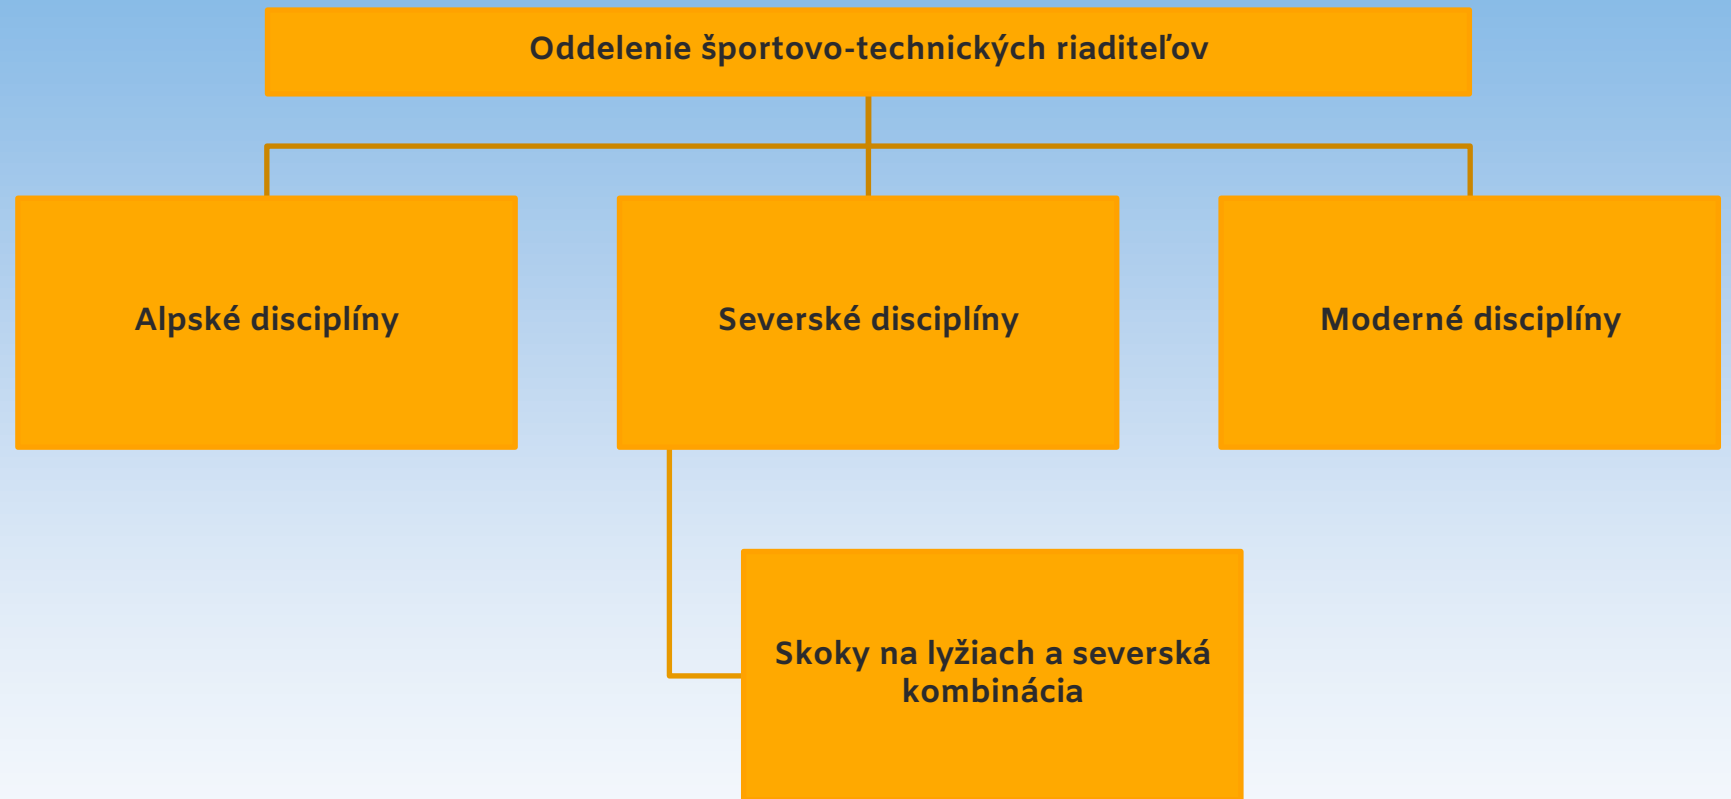 Oddelenie športovo-technických riaditeľov
Alpské disciplíny
Severské disciplíny
Moderné disciplíny
Skoky na lyžiach a severská
kombinácia